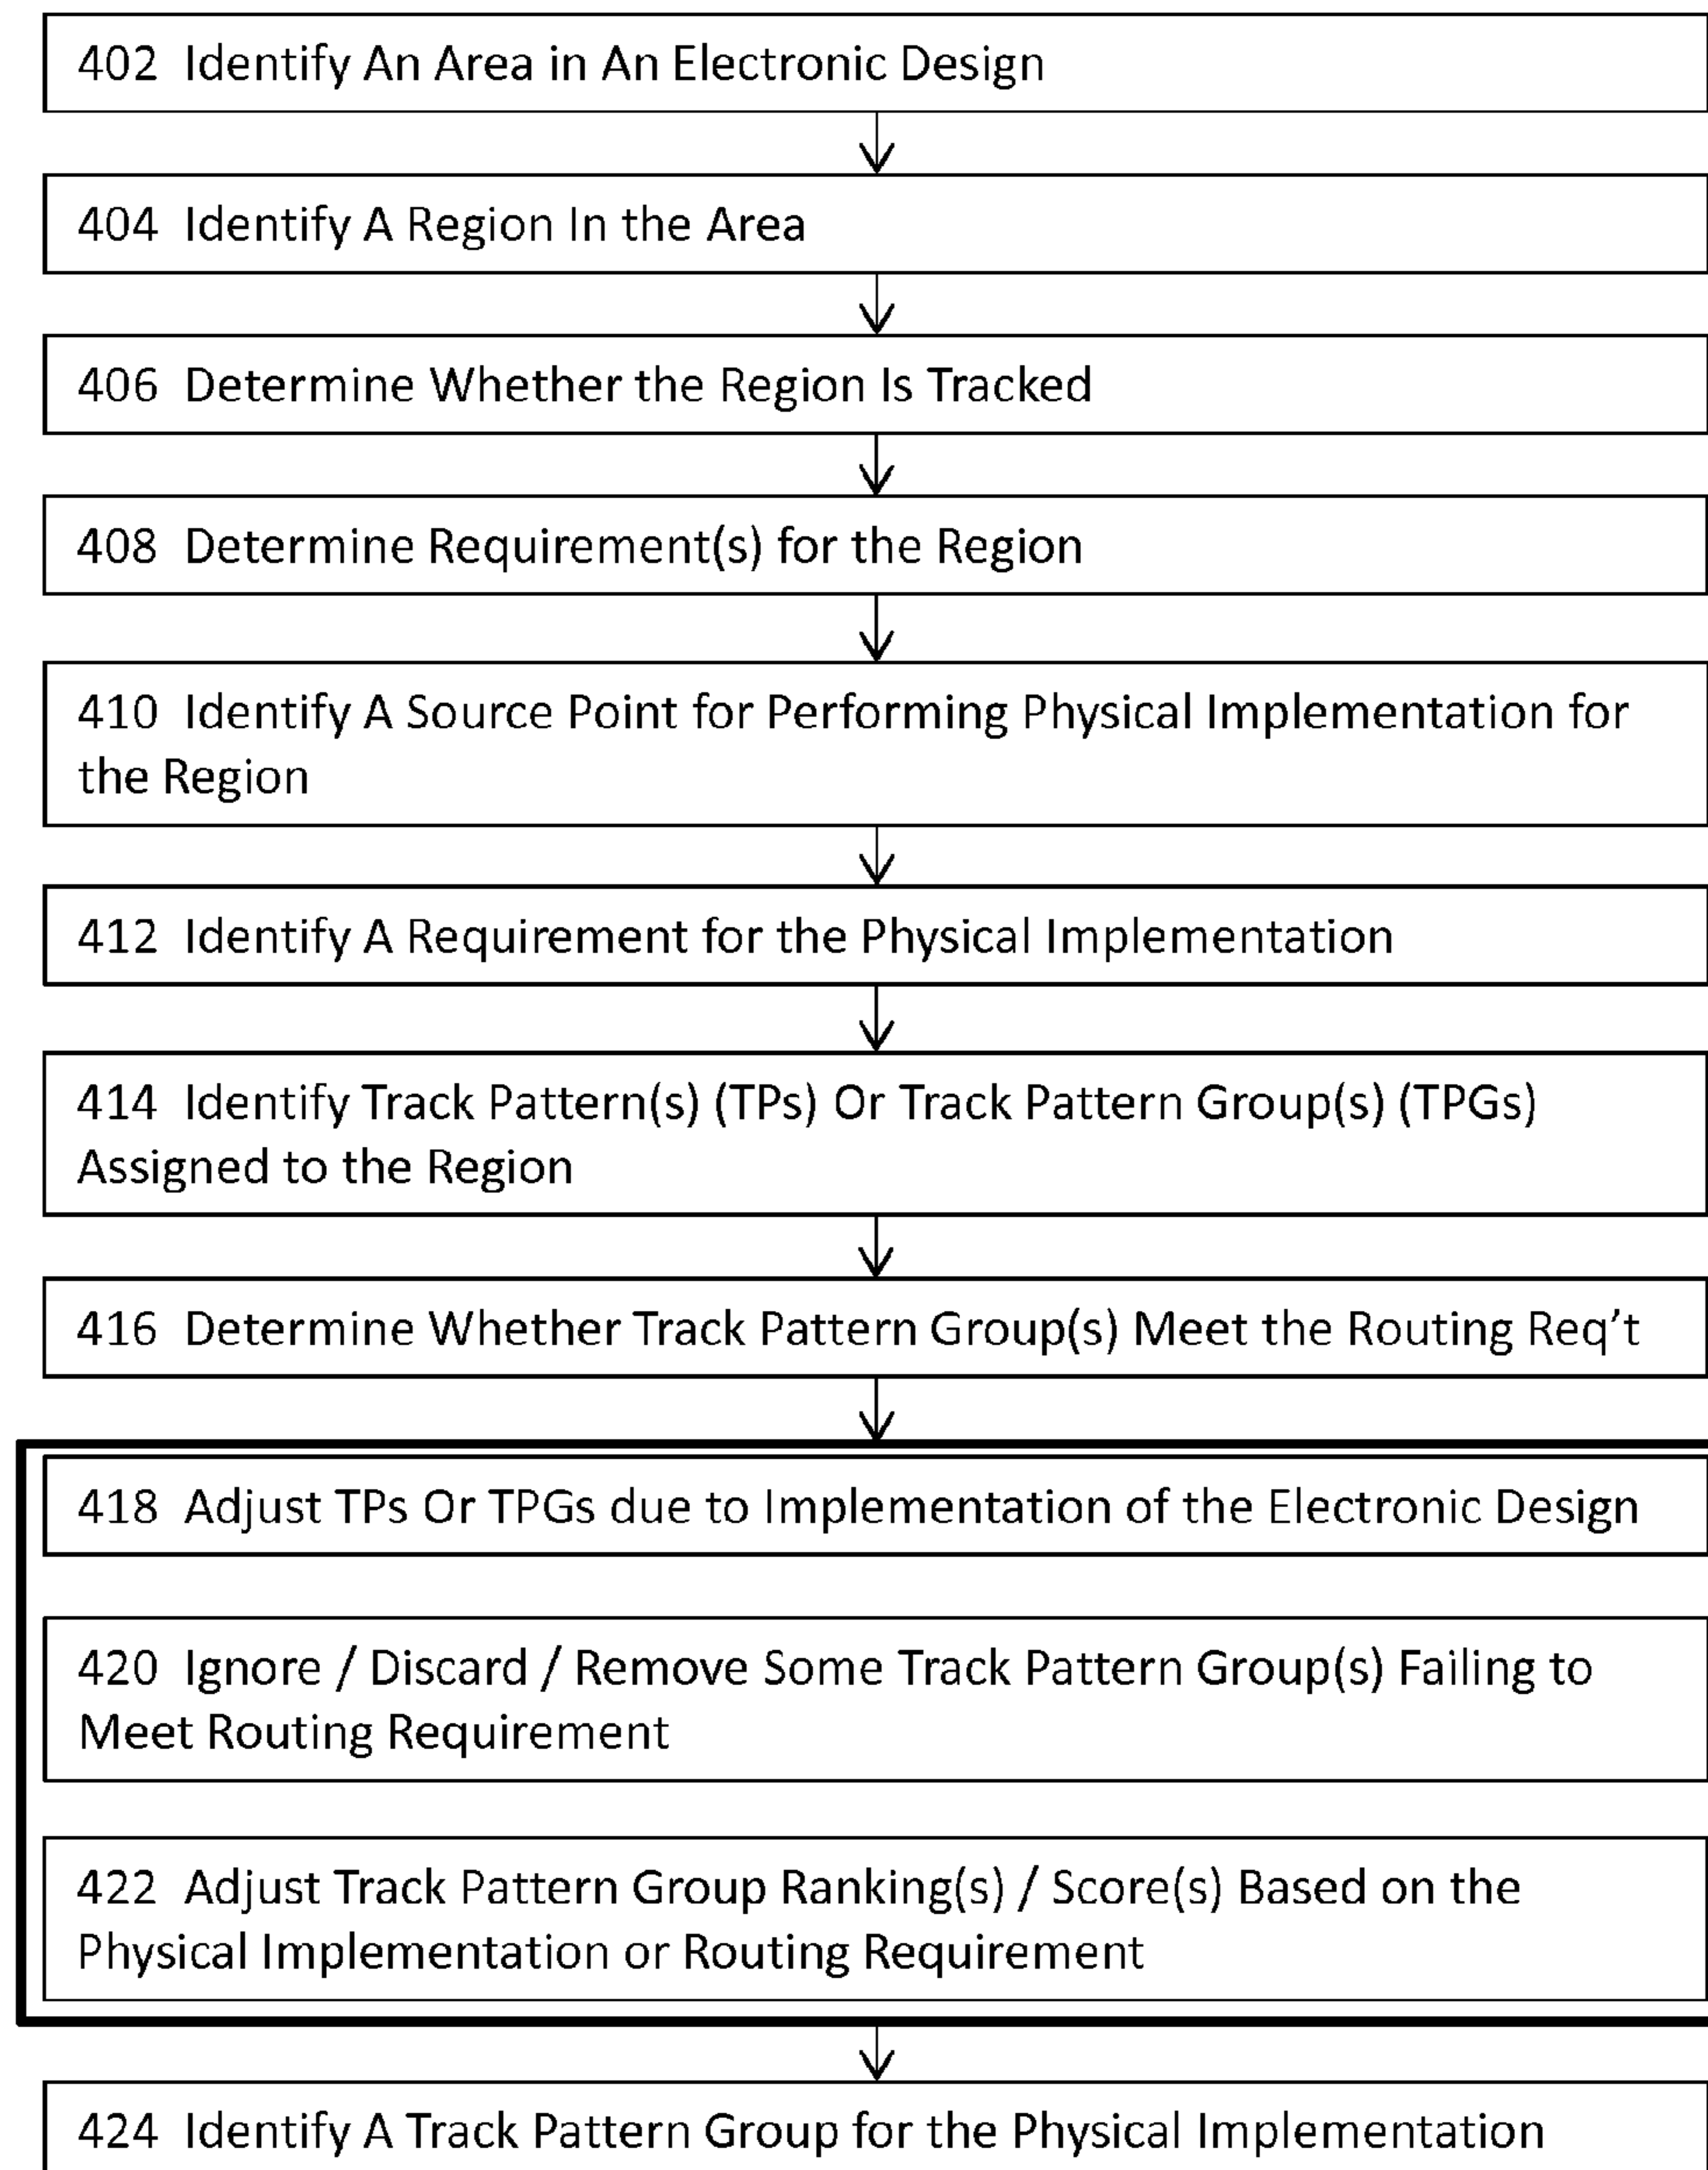 402 Identify An Area in An Electronic Design
404 Identify A Region In the Area
406 Determine Whether the Region Is Tracked
408 Determine Requirement(s) for the Region
410 Identify A Source Point for Performing Physical Implementation for
the Region
412 Identify A Requirement for the Physical Implementation
414 Identify Track Pattern(s) (TPs) Or Track Pattern Group(s) (TPGs)
Assigned to the Region
416 Determine Whether Track Pattern Group(s) Meet the Routing Req’t
418 Adjust TPs Or TPGs due to Implementation of the Electronic Design
420 Ignore / Discard / Remove Some Track Pattern Group(s) Failing to
Meet Routing Requirement
422 Adjust Track Pattern Group Ranking(s) / Score(s) Based on the
Physical Implementation or Routing Requirement
424 Identify A Track Pattern Group for the Physical Implementation